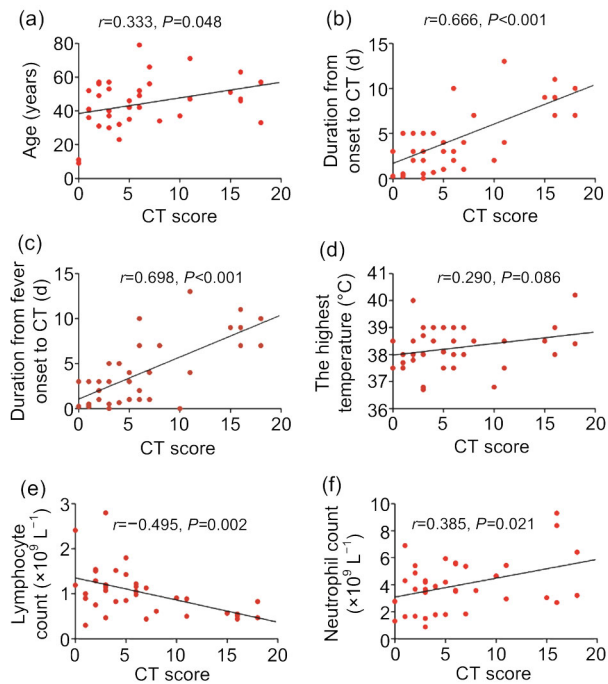 (a)
r=0.333, P=0.048
Age (years)
80
60
40
20
0
0 5 10 15 20
CT score
(b)
r=0.666, P<0.001
Duration from
onset to CT (d)
15
10
5
0
0 5 10 15 20
CT score
(c)
r=0.698, P<0.001
Duration from fever
onset to CT (d)
15
10
5
0
0 5 10 15 20
CT score
(d)
r=0.290, P=0.086
The highest
temperature (°C)
41
40
39
38
37
36
0 5 10 15 20
CT score
(e)
r=−0.495, P=0.002
Lymphocyte
count (×10⁹ L⁻¹)
3
2
1
0
0 5 10 15 20
CT score
(f)
r=0.385, P=0.021
Neutrophil count
(×10⁹ L⁻¹)
10
8
6
4
2
0
0 5 10 15 20
CT score